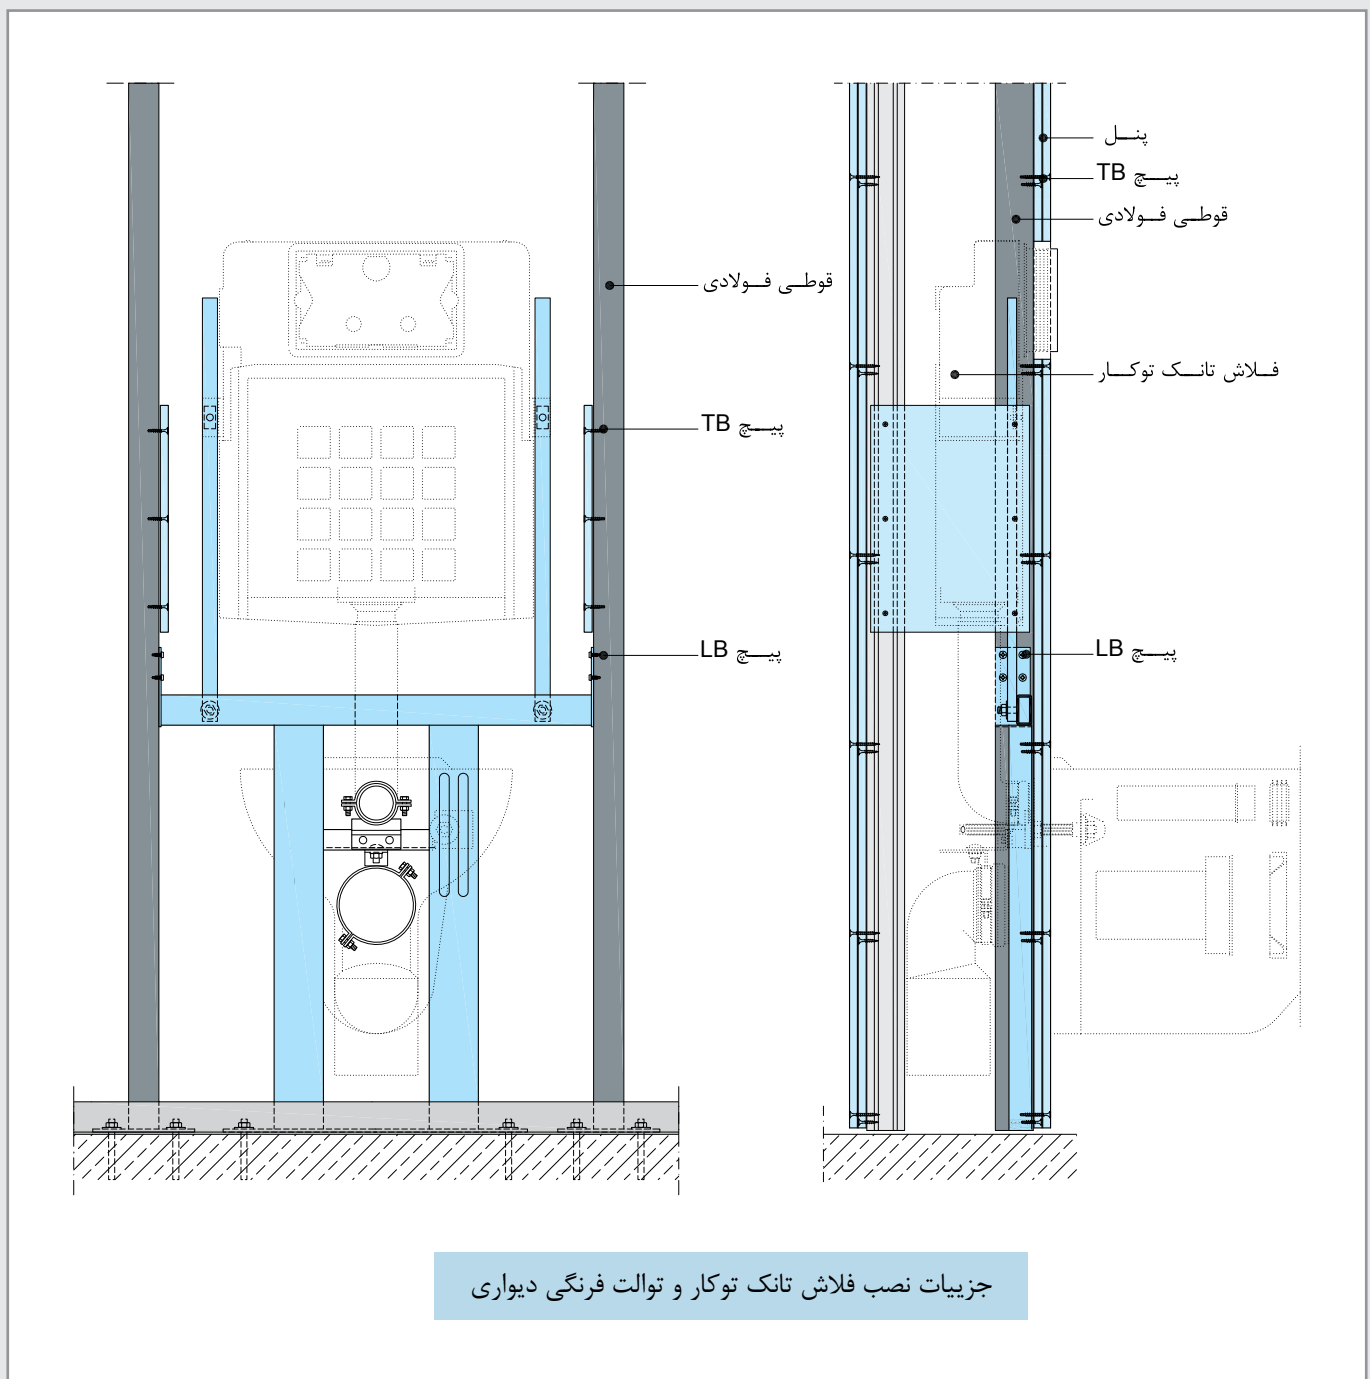 پنل
پیچ TB
قوطی فولادی
فلاش تانک توکار
پیچ LB
قوطی فولادی
پیچ TB
پیچ LB
جزییات نصب فلاش تانک توکار و توالت فرنگی دیواری